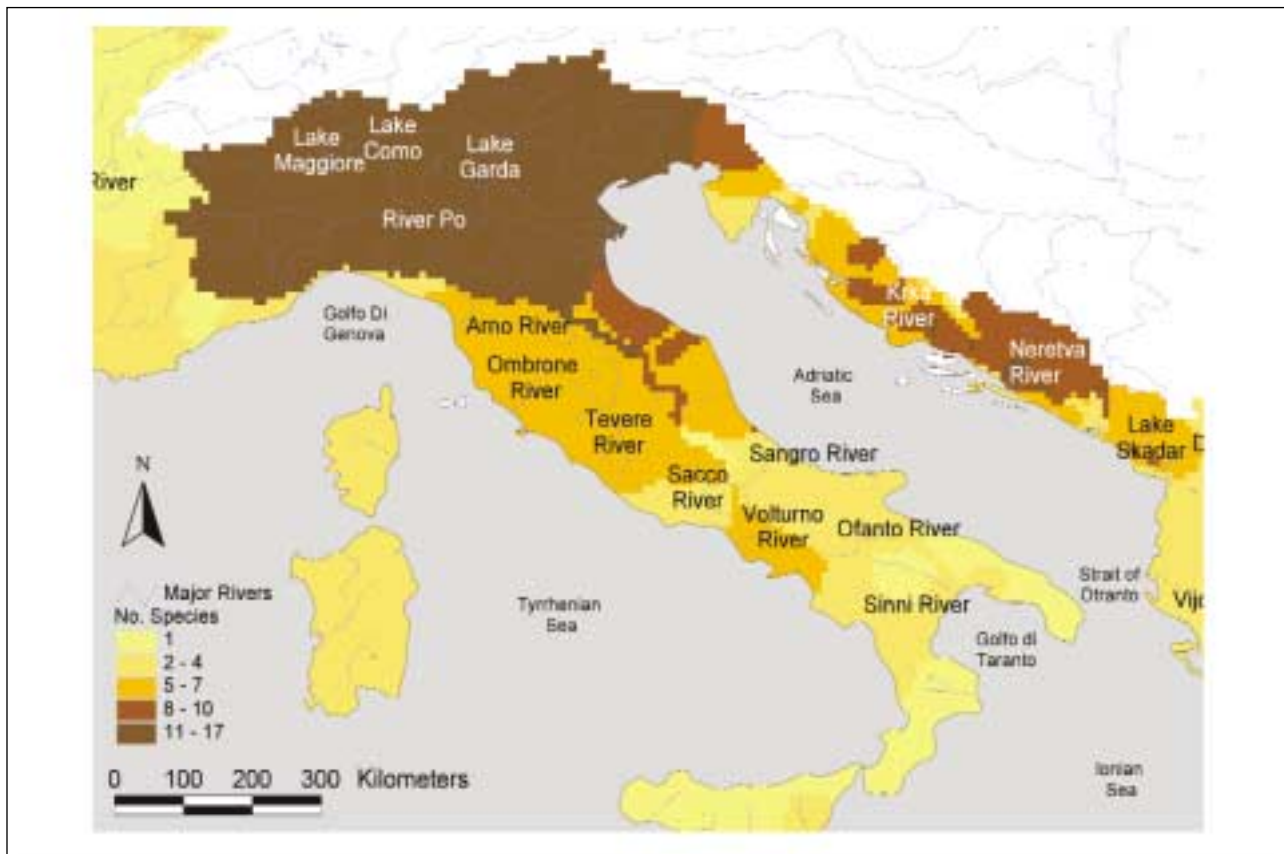 Lake
Maggiore
Lake
Como
Lake
Garda
River
River Po
Golfo Di
Genova
Arno River
Ombrone
River
Tevere
River
Krka
River
Neretva
River
Adriatic
Sea
Lake
Skadar
D
Sangro River
Sacco
River
Volturno
River
Ofanto River
N
Strait of
Otranto
Vijo
Sinni River
Tyrrhenian
Sea
Golfo di
Taranto
Major Rivers
No. Species
1
2 - 4
5 - 7
8 - 10
11 - 17
0 100 200 300 Kilometers
Ionian
Sea